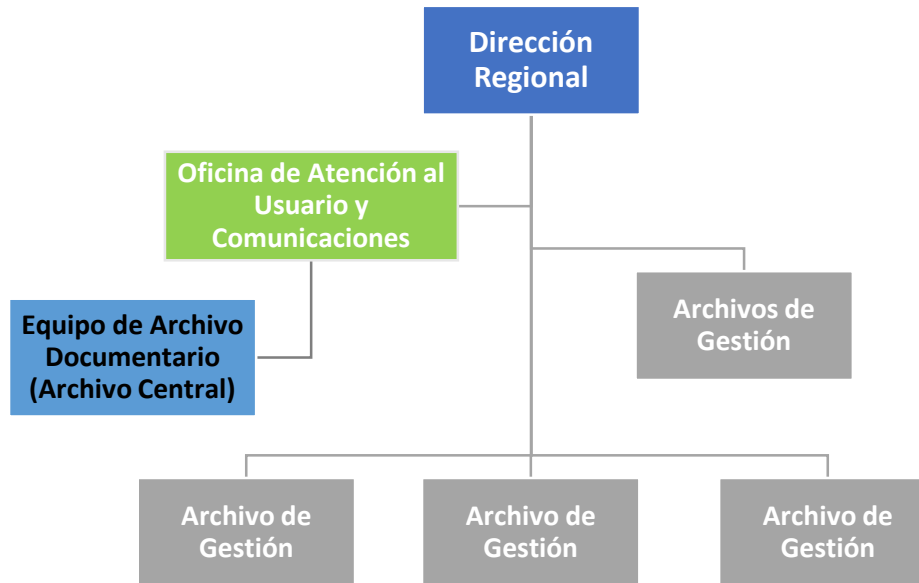 Dirección
Regional
Oficina de Atención al
Usuario y
Comunicaciones
Archivos de
Gestión
Equipo de Archivo
Documentario
(Archivo Central)
Archivo de
Gestión
Archivo de
Gestión
Archivo de
Gestión